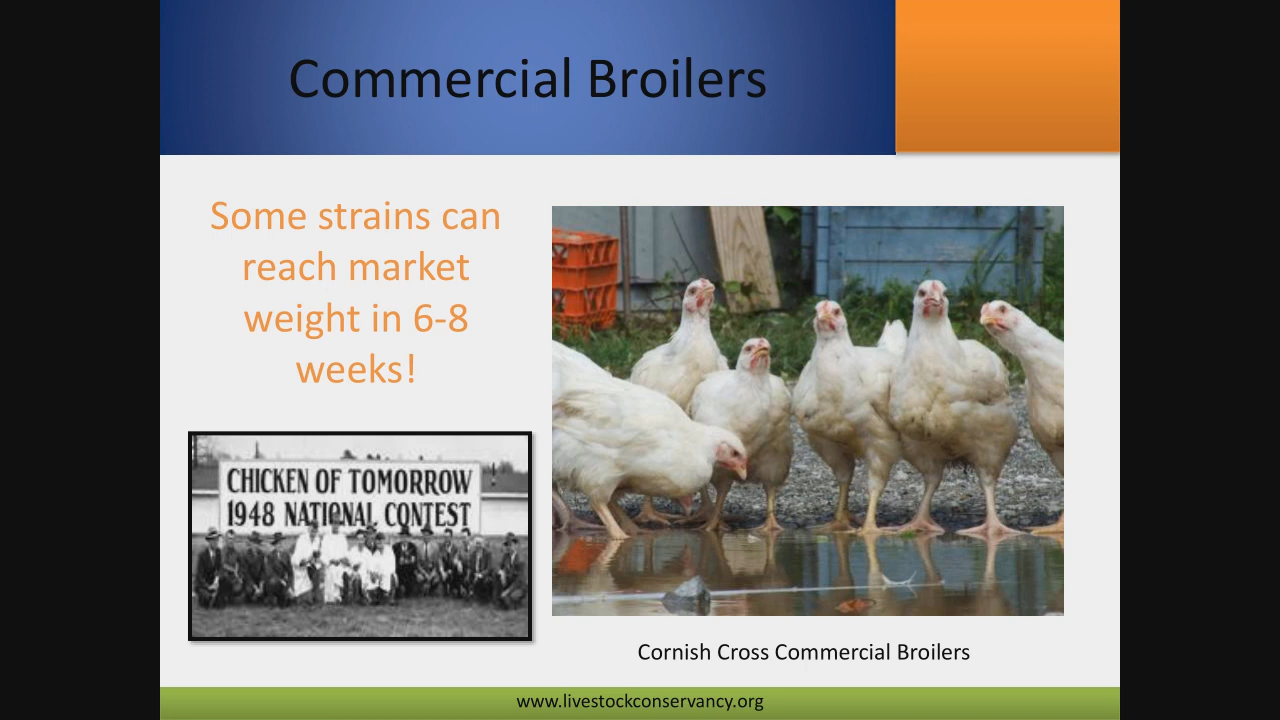 Commercial Broilers
Some strains can
reach market
weight in 6-8
weeks!
CHICKEN OF TOMORROW
1948 NATIONAL CONTEST
Cornish Cross Commercial Broilers
www.livestockconservancy.org